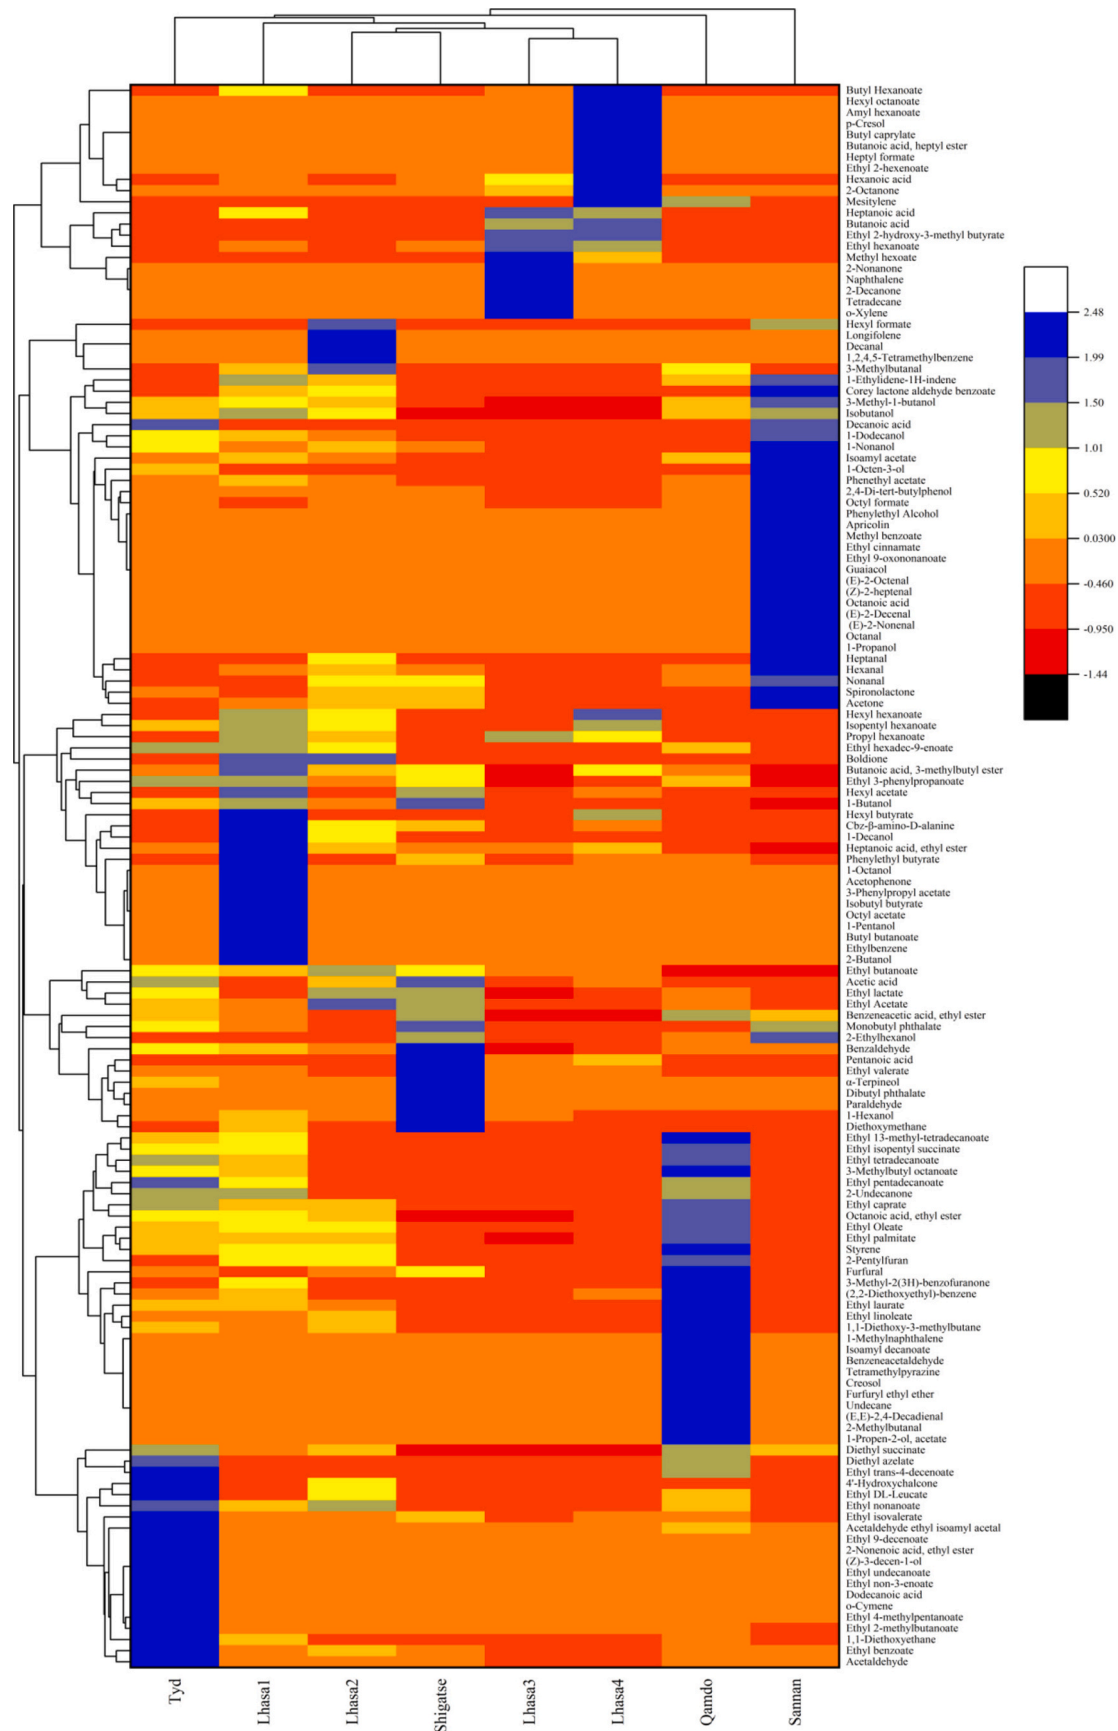 Butyl Hexanoate
Hexyl octanoate
Amyl hexanoate
p-Cresol
Butyl caprylate
Butanoic acid, heptyl ester
Heptyl formate
Ethyl 2-hexenoate
Hexanoic acid
2-Octanone
Mesitylene
Heptanoic acid
Butanoic acid
Ethyl 2-hydroxy-3-methyl butyrate
Ethyl hexanoate
Methyl hexoate
2-Nonanone
Naphthalene
2-Decanone
Tetradecane
o-Xylene
Hexyl formate
Longifolene
Decanal
1,2,4,5-Tetramethylbenzene
3-Methylbutanal
1-Ethylidene-1H-indene
Corey lactone aldehyde benzoate
3-Methyl-1-butanol
Isobutanol
Decanoic acid
1-Dodecanol
1-Nonanol
Isoamyl acetate
1-Octen-3-ol
Phenethyl acetate
2,4-Di-tert-butylphenol
Octyl formate
Phenylethyl Alcohol
Apricolin
Methyl benzoate
Ethyl cinnamate
Ethyl 9-oxononanoate
Guaiacol
(E)-2-Octenal
(Z)-2-heptenal
Octanoic acid
(E)-2-Decenal
(E)-2-Nonenal
Octanal
1-Propanol
Heptanal
Hexanal
Nonanal
Spironolactone
Acetone
Hexyl hexanoate
Isopentyl hexanoate
Propyl hexanoate
Ethyl hexadec-9-enoate
Boldione
Butanoic acid, 3-methylbutyl ester
Ethyl 3-phenylpropanoate
Hexyl acetate
1-Butanol
Hexyl butyrate
Cbz-β-amino-D-alanine
1-Decanol
Heptanoic acid, ethyl ester
Phenylethyl butyrate
1-Octanol
Acetophenone
3-Phenylpropyl acetate
Isobutyl butyrate
Octyl acetate
1-Pentanol
Butyl butanoate
Ethylbenzene
2-Butanol
Ethyl butanoate
Acetic acid
Ethyl lactate
Ethyl Acetate
Benzeneacetic acid, ethyl ester
Monobutyl phthalate
2-Ethylhexanol
Benzaldehyde
Pentanoic acid
Ethyl valerate
α-Terpineol
Dibutyl phthalate
Paraldehyde
1-Hexanol
Diethoxymethane
Ethyl 13-methyl-tetradecanoate
Ethyl isopentyl succinate
Ethyl tetradecanoate
3-Methylbutyl octanoate
Ethyl pentadecanoate
2-Undecanone
Ethyl caprate
Octanoic acid, ethyl ester
Ethyl Oleate
Ethyl palmitate
Styrene
2-Pentylfuran
Furfural
3-Methyl-2(3H)-benzofuranone
(2,2-Diethoxyethyl)-benzene
Ethyl laurate
Ethyl linoleate
1,1-Diethoxy-3-methylbutane
1-Methylnaphthalene
Isoamyl decanoate
Benzeneacetaldehyde
Tetramethylpyrazine
Creosol
Furfuryl ethyl ether
Undecane
(E,E)-2,4-Decadienal
2-Methylbutanal
1-Propen-2-ol, acetate
Diethyl succinate
Diethyl azelate
Ethyl trans-4-decenoate
4'-Hydroxychalcone
Ethyl DL-Leucate
Ethyl nonanoate
Ethyl isovalerate
Acetaldehyde ethyl isoamyl acetal
Ethyl 9-decenoate
2-Nonenoic acid, ethyl ester
(Z)-3-decen-1-ol
Ethyl undecanoate
Ethyl non-3-enoate
Dodecanoic acid
o-Cymene
Ethyl 4-methylpentanoate
Ethyl 2-methylbutanoate
1,1-Diethoxyethane
Ethyl benzoate
Acetaldehyde
2.48
1.99
1.50
1.01
0.520
0.0300
-0.460
-0.950
-1.44
Tyd
Lhasa1
Lhasa2
Shigatse
Lhasa3
Lhasa4
Qamdo
Sannan